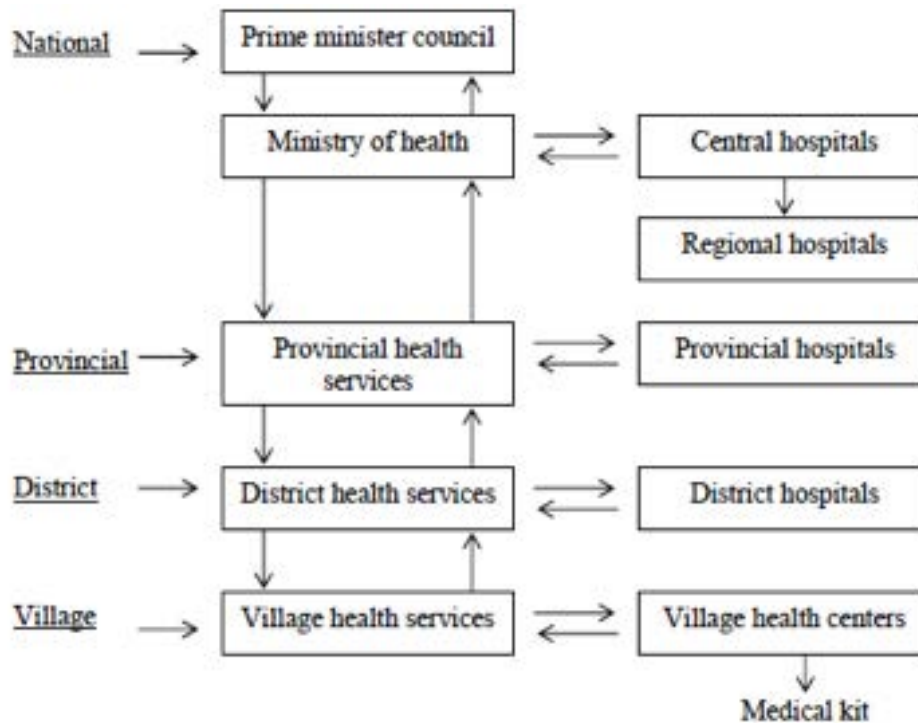 National
Prime minister council
Ministry of health
Central hospitals
Regional hospitals
Provincial
Provincial health
services
Provincial hospitals
District
District health services
District hospitals
Village
Village health services
Village health centers
Medical kit